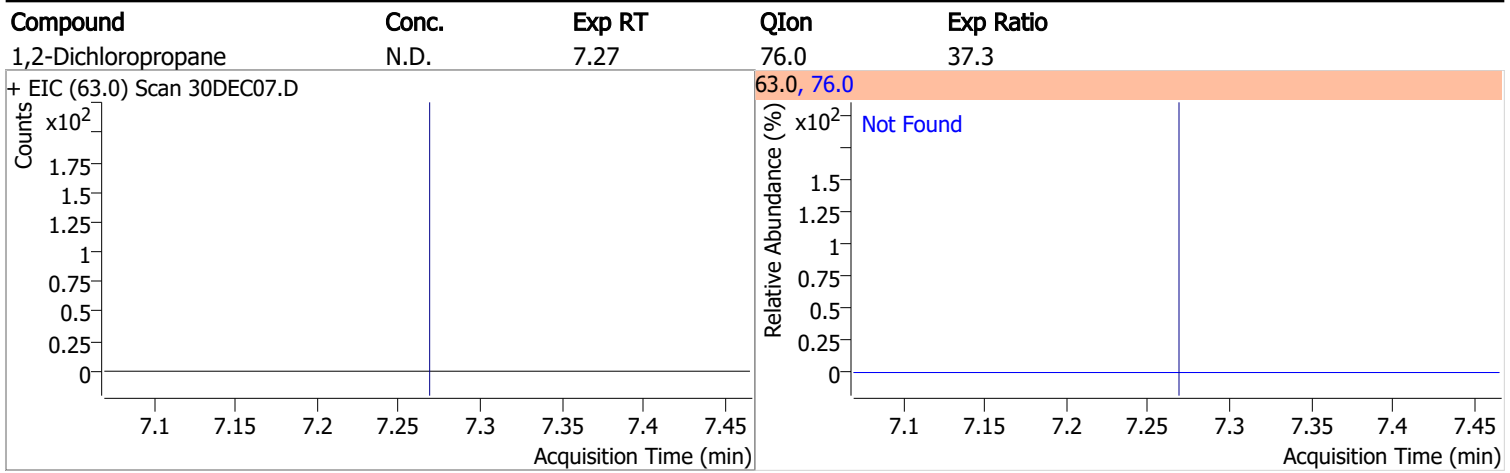 Compound Conc. Exp RT QIon Exp Ratio
1,2-Dichloropropane N.D. 7.27 76.0 37.3
+ EIC (63.0) Scan 30DEC07.D
Counts
x10²
1.75
1.5
1.25
1
0.75
0.5
0.25
0
7.1 7.15 7.2 7.25 7.3 7.35 7.4 7.45
Acquisition Time (min)
63.0, 76.0
Relative Abundance (%)
x10²
Not Found
1.5
1.25
1
0.75
0.5
0.25
0
7.1 7.15 7.2 7.25 7.3 7.35 7.4 7.45
Acquisition Time (min)